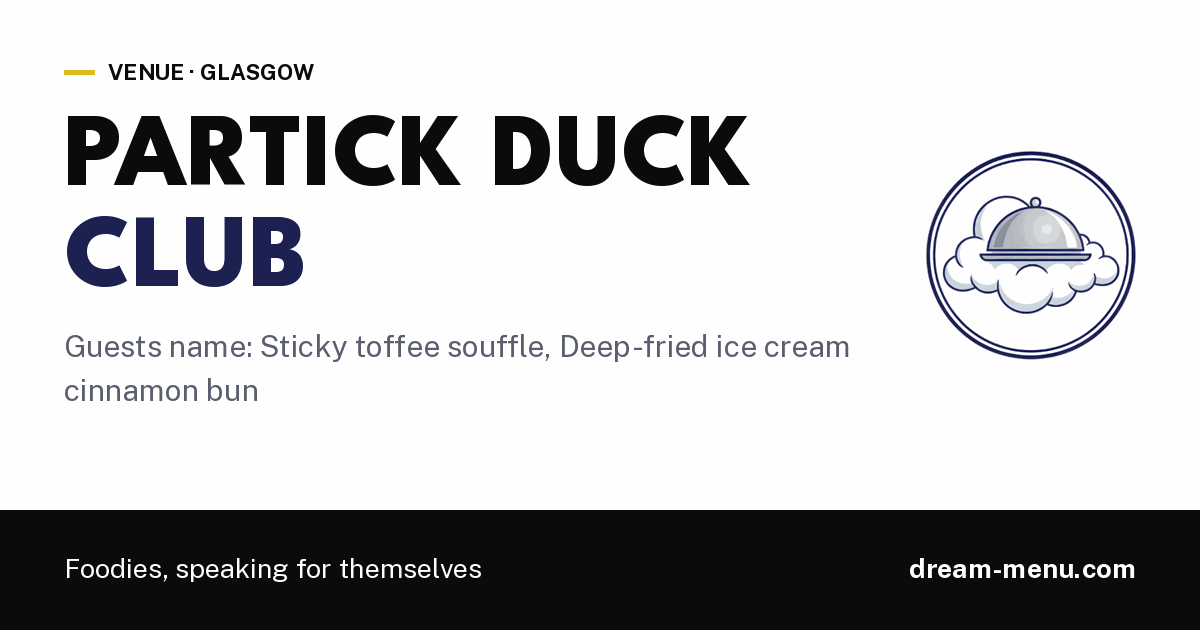 VENUE · GLASGOW
PARTICK DUCK
CLUB
Guests name: Sticky toffee souffle, Deep-fried ice cream
cinnamon bun
Foodies, speaking for themselves
dream-menu.com